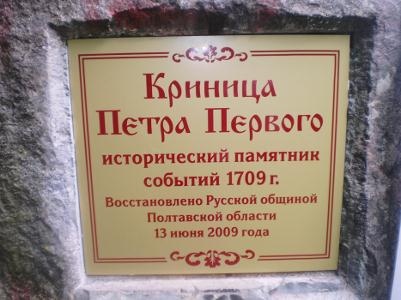 Криница
Петра Первого
исторический памятник
событий 1709 г.
Восстановлено Русской общиной
Полтавской области
13 июня 2009 года